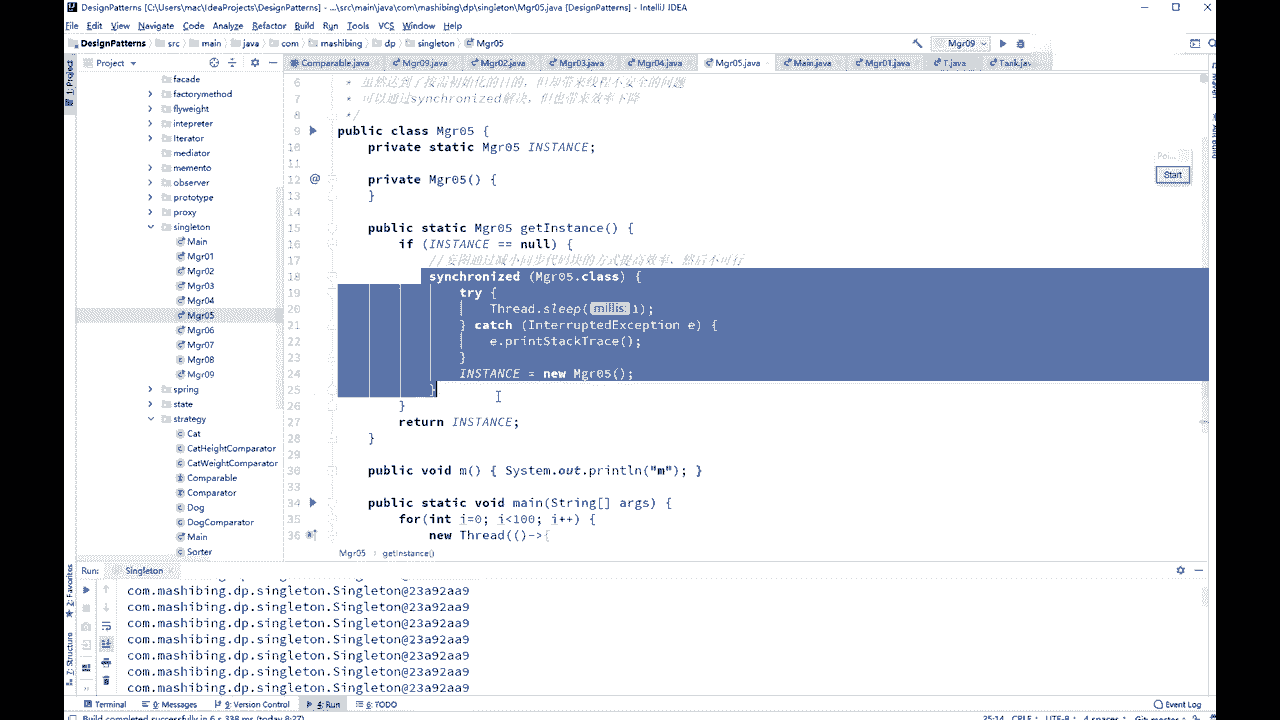 DesignPatterns [C:\Users\mac\IdeaProjects\DesignPatterns] - ...\src\main\java\com\mashibing\dp\singleton\Mgr05.java [DesignPatterns] - IntelliJ IDEA
File Edit View Navigate Code Analyze Refactor Build Run Tools VCS Window Help
DesignPatterns src main java com mashibing dp singleton Mgr05 Mgr09
Project Comparable.java Mgr09.java Mgr02.java Mgr03.java Mgr04.java Mgr05.java Main.java Mgr01.java T.java Tank.jav
1: Project
facade
factorymethod
flyweight
intepreter
Iterator
mediator
memento
observer
prototype
proxy
singleton
Main
Mgr01
Mgr02
Mgr03
Mgr04
Mgr05
Mgr06
Mgr07
Mgr08
Mgr09
spring
state
strategy
Cat
CatHeightComparator
CatWeightComparator
Comparable
Comparator
Dog
DogComparator
Main
Sorter
6 * 虽然达到了按需初始化的目的，但却带来线程不安全的问题
7 * 可以通过synchronized解决，但也带来效率下降
8 */
9 public class Mgr05 {
10 private static Mgr05 INSTANCE;
11
12 private Mgr05() {
13 }
14
15 public static Mgr05 getInstance() {
16 if (INSTANCE == null) {
17 //妄图通过减小同步代码块的方式提高效率，然后不可行
18 synchronized (Mgr05.class) {
19 try {
20 Thread.sleep( millis: 1);
21 } catch (InterruptedException e) {
22 e.printStackTrace();
23 }
24 INSTANCE = new Mgr05();
25 }
26 }
27 return INSTANCE;
28 }
29
30 public void m() { System.out.println("m"); }
33
34 public static void main(String[] args) {
35 for(int i=0; i<100; i++) {
36 new Thread(()->{
Start
Mgr05 getInstance()
Run: Singleton
com.mashibing.dp.singleton.Singleton@23a92aa9
com.mashibing.dp.singleton.Singleton@23a92aa9
com.mashibing.dp.singleton.Singleton@23a92aa9
com.mashibing.dp.singleton.Singleton@23a92aa9
com.mashibing.dp.singleton.Singleton@23a92aa9
com.mashibing.dp.singleton.Singleton@23a92aa9
com.mashibing.dp.singleton.Singleton@23a92aa9
2: Favorites
7: Structure
Terminal 0: Messages 9: Version Control 4: Run 6: TODO Event Log
Build completed successfully in 6 s 338 ms (today 8:27) 25:14 CRLF UTF-8 4 spaces